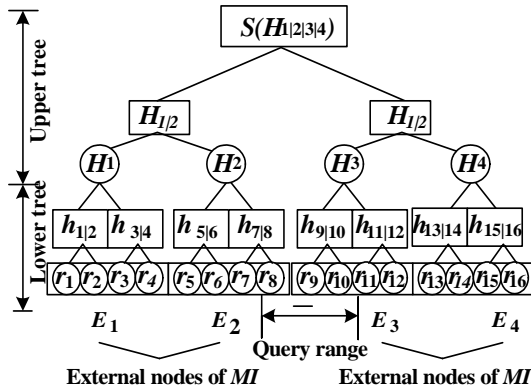 S(H1|2|3|4)
Upper tree
H1|2 H1|2
H1 H2 H3 H4
Lower tree
h1|2 h3|4 h5|6 h7|8 h9|10 h11|12 h13|14 h15|16
r1 r2 r3 r4 r5 r6 r7 r8 r9 r10 r11 r12 r13 r14 r15 r16
E1 E2 E3 E4
Query range
External nodes of MI External nodes of MI